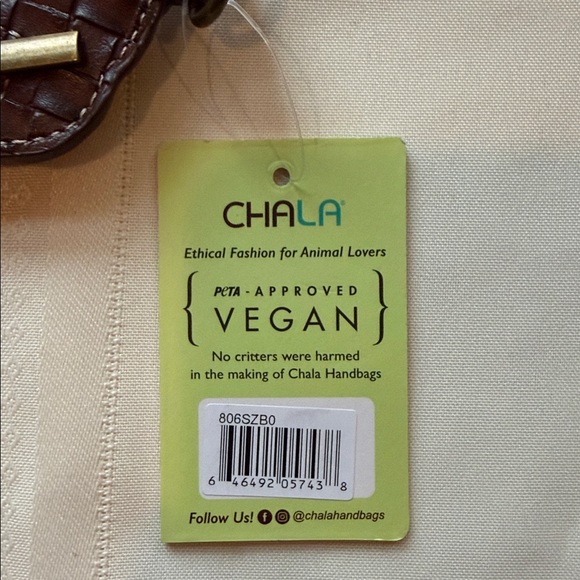 CHALA®
Ethical Fashion for Animal Lovers
PETA - APPROVED
VEGAN
No critters were harmed
in the making of Chala Handbags
806SZB0
6 46492 05743 8
Follow Us! @chalahandbags